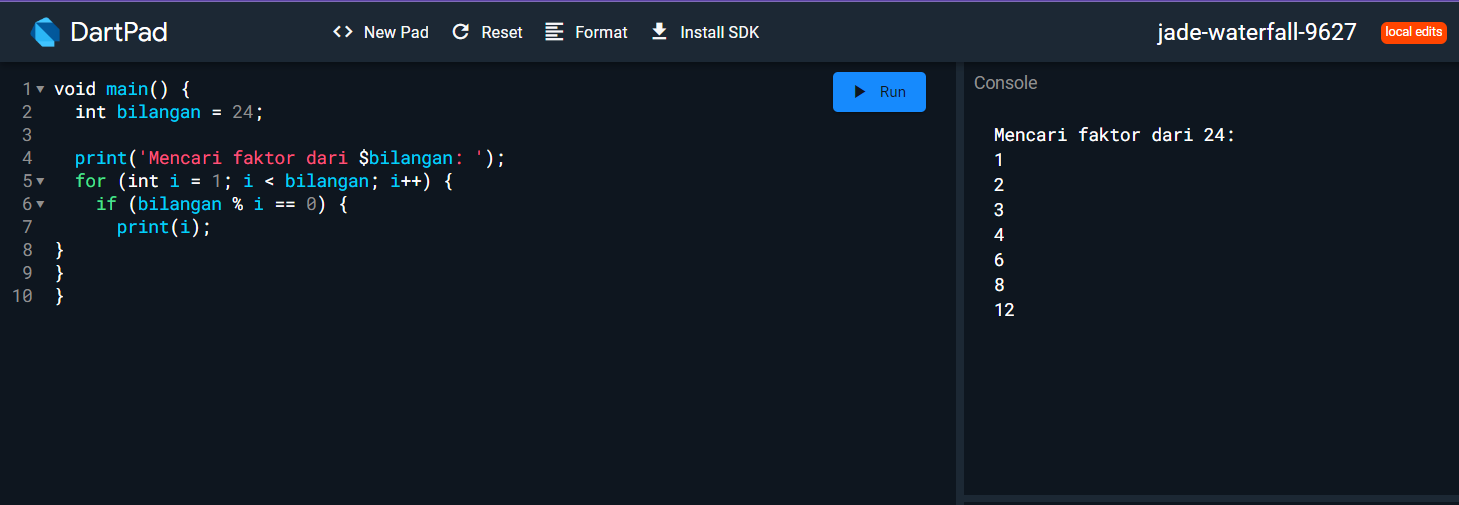 DartPad <> New Pad Reset Format Install SDK jade-waterfall-9627 local edits
1 void main() {
2   int bilangan = 24;
3
4   print('Mencari faktor dari $bilangan: ');
5   for (int i = 1; i < bilangan; i++) {
6     if (bilangan % i == 0) {
7       print(i);
8 }
9 }
10 }
Run
Console
Mencari faktor dari 24:
1
2
3
4
6
8
12